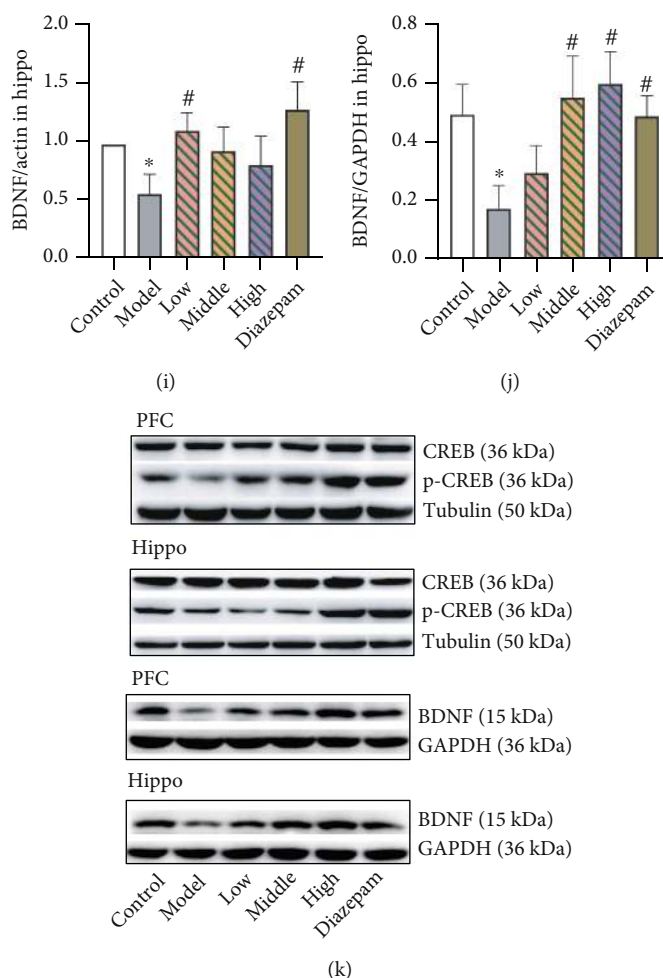 BDNF/actin in hippo
2.0
1.5
1.0
0.5
0.0
*
#
#
Control
Model
Low
Middle
High
Diazepam
(i)
BDNF/GAPDH in hippo
0.8
0.6
0.4
0.2
0.0
*
#
#
#
Control
Model
Low
Middle
High
Diazepam
(j)
PFC
CREB (36 kDa)
p-CREB (36 kDa)
Tubulin (50 kDa)
Hippo
CREB (36 kDa)
p-CREB (36 kDa)
Tubulin (50 kDa)
PFC
BDNF (15 kDa)
GAPDH (36 kDa)
Hippo
BDNF (15 kDa)
GAPDH (36 kDa)
Control
Model
Low
Middle
High
Diazepam
(k)